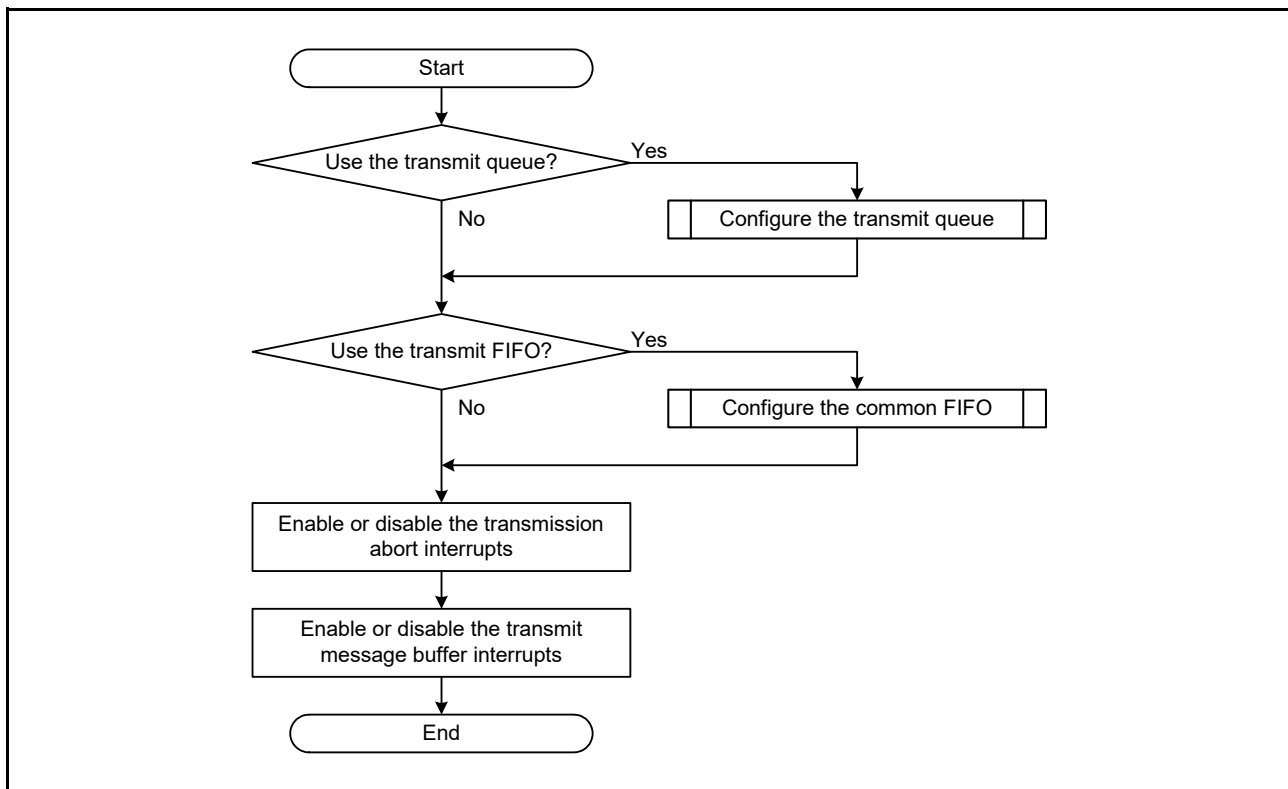 Start
Use the transmit queue?
Yes
No
Configure the transmit queue
Use the transmit FIFO?
Yes
No
Configure the common FIFO
Enable or disable the transmission
abort interrupts
Enable or disable the transmit
message buffer interrupts
End